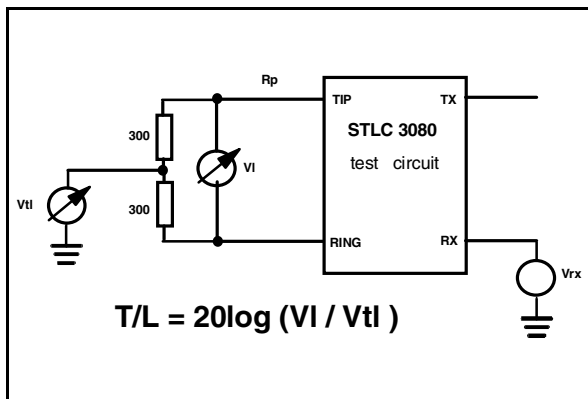 Rp
TIP
TX
STLC 3080
300
test circuit
Vl
Vtl
300
RING
RX
Vrx
T/L = 20log (Vl / Vtl )